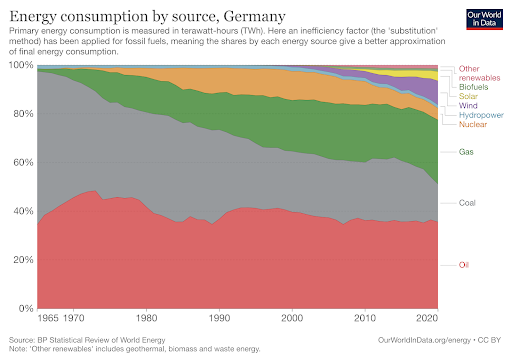 Energy consumption by source, Germany
Our World
in Data
Primary energy consumption is measured in terawatt-hours (TWh). Here an inefficiency factor (the 'substitution'
method) has been applied for fossil fuels, meaning the shares by each energy source give a better approximation
of final energy consumption.
100%
80%
60%
40%
20%
0%
1965
1970
1980
1990
2000
2010
2020
Other
renewables
Biofuels
Solar
Wind
Hydropower
Nuclear
Gas
Coal
Oil
Source: BP Statistical Review of World Energy
OurWorldInData.org/energy • CC BY
Note: 'Other renewables' includes geothermal, biomass and waste energy.